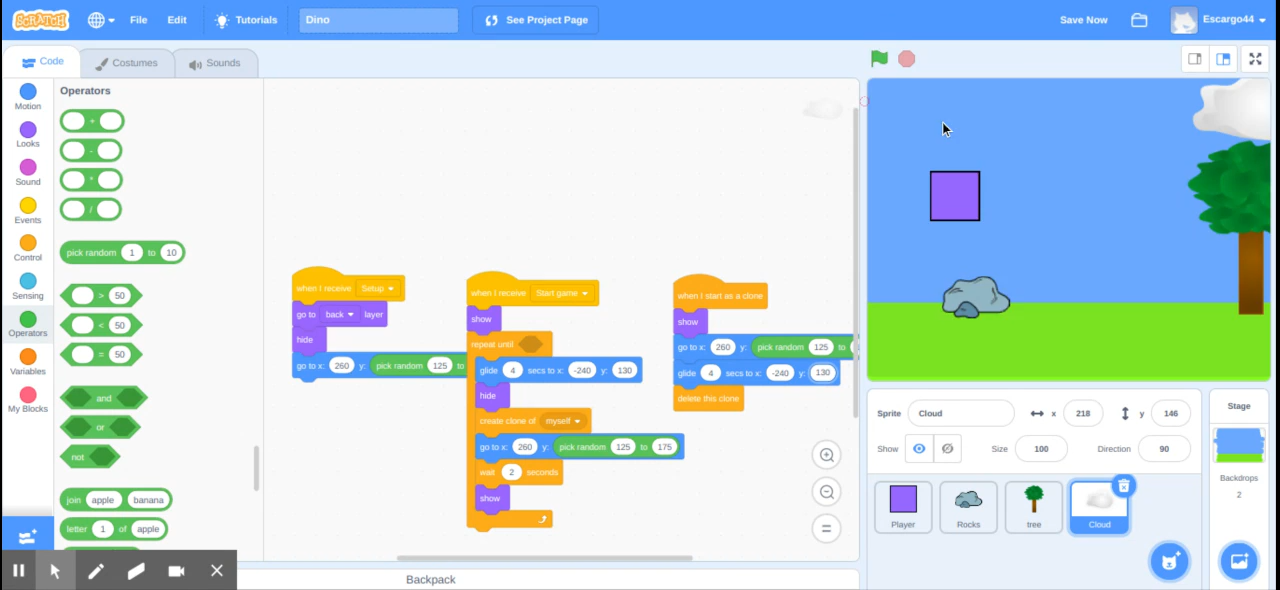 SCRATCH File Edit Tutorials Dino See Project Page Save Now Escargo44
Code Costumes Sounds
Motion
Looks
Sound
Events
Control
Sensing
Operators
Variables
My Blocks
Operators
+
-
*
/
pick random 1 to 10
> 50
< 50
= 50
and
or
not
join apple banana
letter 1 of apple
when I receive Setup
go to back layer
hide
go to x: 260 y: pick random 125 to
when I receive Start game
show
repeat until
glide 4 secs to x: -240 y: 130
hide
create clone of myself
go to x: 260 y: pick random 125 to 175
wait 2 seconds
show
when I start as a clone
show
go to x: 260 y: pick random 125 to
glide 4 secs to x: -240 y: 130
delete this clone
Backpack
Sprite Cloud x 218 y 146
Show Size 100 Direction 90
Player Rocks tree Cloud
Stage
Backdrops
2